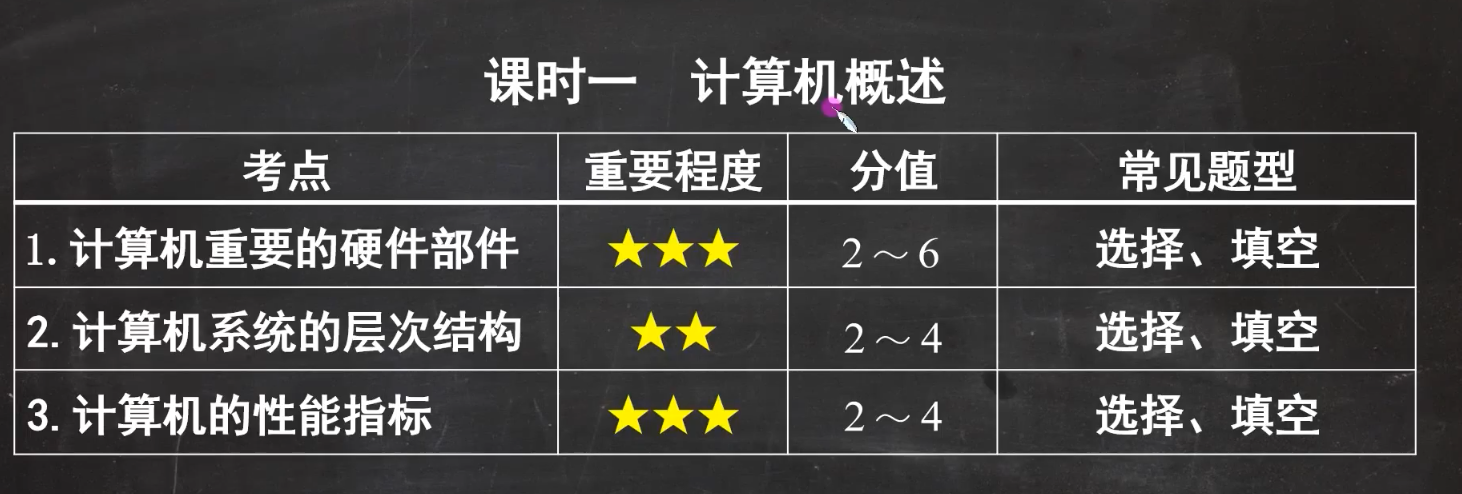 课时一 计算机概述
考点 重要程度 分值 常见题型
1.计算机重要的硬件部件 ★★★ 2～6 选择、填空
2.计算机系统的层次结构 ★★ 2～4 选择、填空
3.计算机的性能指标 ★★★ 2～4 选择、填空